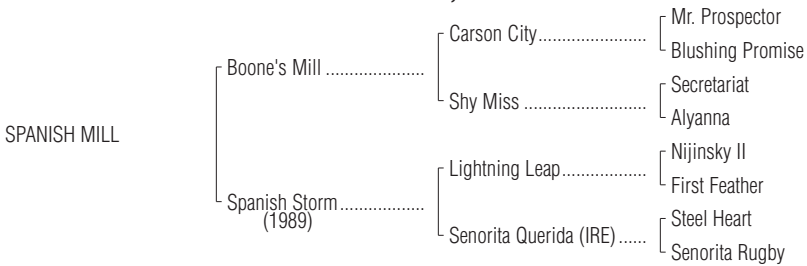 Mr. Prospector
Carson City......................
Blushing Promise
Boone's Mill .....................
Secretariat
Shy Miss .........................
Alyanna
SPANISH MILL
Nijinsky II
Lightning Leap.................
First Feather
Spanish Storm..................
(1989)
Steel Heart
Senorita Querida (IRE) ......
Senorita Rugby